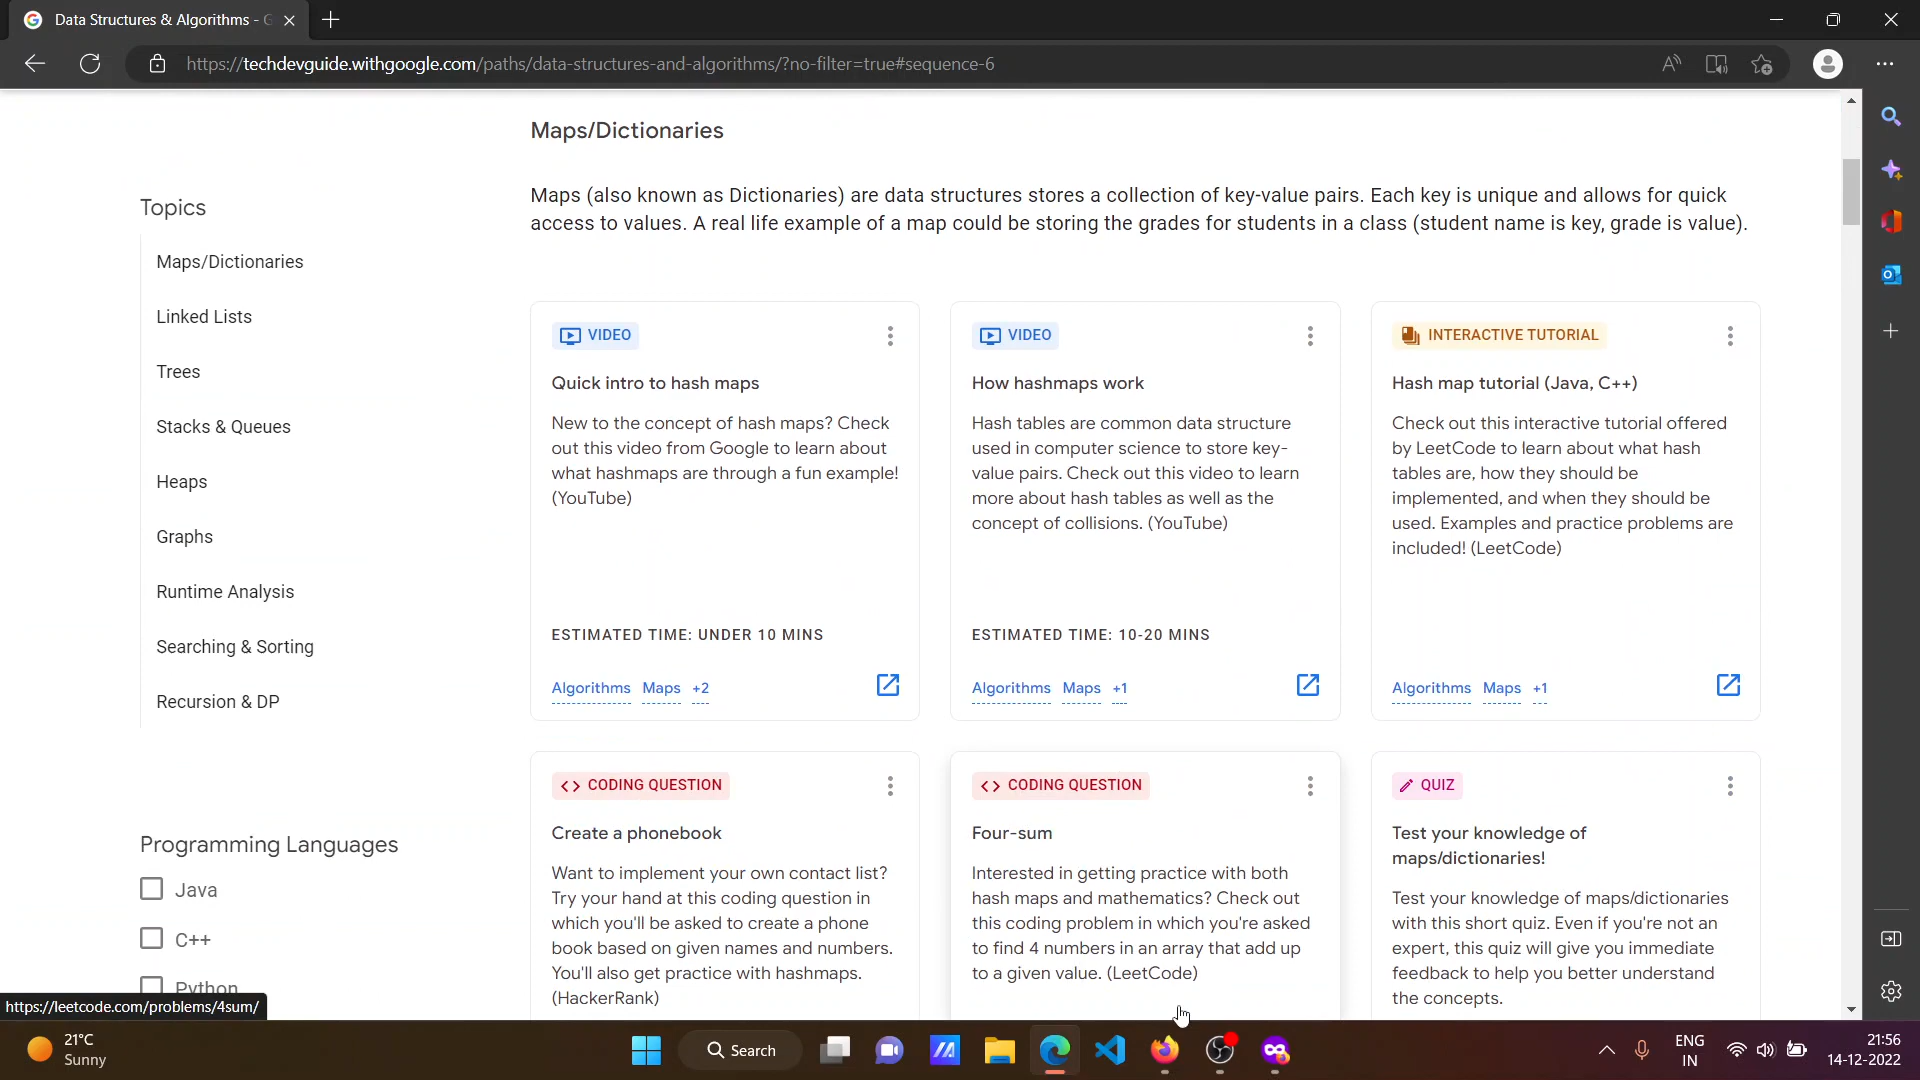 Data Structures & Algorithms - G
https://techdevguide.withgoogle.com/paths/data-structures-and-algorithms/?no-filter=true#sequence-6
Maps/Dictionaries
Maps (also known as Dictionaries) are data structures stores a collection of key-value pairs. Each key is unique and allows for quick
access to values. A real life example of a map could be storing the grades for students in a class (student name is key, grade is value).
Topics
Maps/Dictionaries
Linked Lists
Trees
Stacks & Queues
Heaps
Graphs
Runtime Analysis
Searching & Sorting
Recursion & DP
Programming Languages
Java
C++
Python
VIDEO
Quick intro to hash maps
New to the concept of hash maps? Check
out this video from Google to learn about
what hashmaps are through a fun example!
(YouTube)
ESTIMATED TIME: UNDER 10 MINS
Algorithms Maps +2
VIDEO
How hashmaps work
Hash tables are common data structure
used in computer science to store key-
value pairs. Check out this video to learn
more about hash tables as well as the
concept of collisions. (YouTube)
ESTIMATED TIME: 10-20 MINS
Algorithms Maps +1
INTERACTIVE TUTORIAL
Hash map tutorial (Java, C++)
Check out this interactive tutorial offered
by LeetCode to learn about what hash
tables are, how they should be
implemented, and when they should be
used. Examples and practice problems are
included! (LeetCode)
Algorithms Maps +1
CODING QUESTION
Create a phonebook
Want to implement your own contact list?
Try your hand at this coding question in
which you'll be asked to create a phone
book based on given names and numbers.
You'll also get practice with hashmaps.
(HackerRank)
CODING QUESTION
Four-sum
Interested in getting practice with both
hash maps and mathematics? Check out
this coding problem in which you're asked
to find 4 numbers in an array that add up
to a given value. (LeetCode)
QUIZ
Test your knowledge of
maps/dictionaries!
Test your knowledge of maps/dictionaries
with this short quiz. Even if you're not an
expert, this quiz will give you immediate
feedback to help you better understand
the concepts.
https://leetcode.com/problems/4sum/
21°C
Sunny
Search
ENG
IN
21:56
14-12-2022